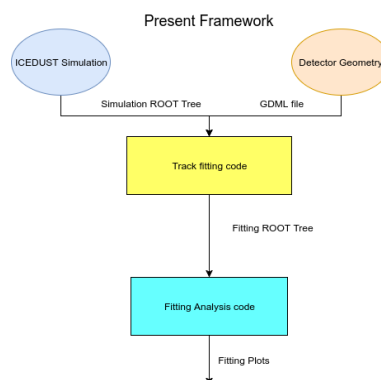 Present Framework
ICEDUST Simulation
Detector Geometry
Simulation ROOT Tree
GDML file
Track fitting code
Fitting ROOT Tree
Fitting Analysis code
Fitting Plots